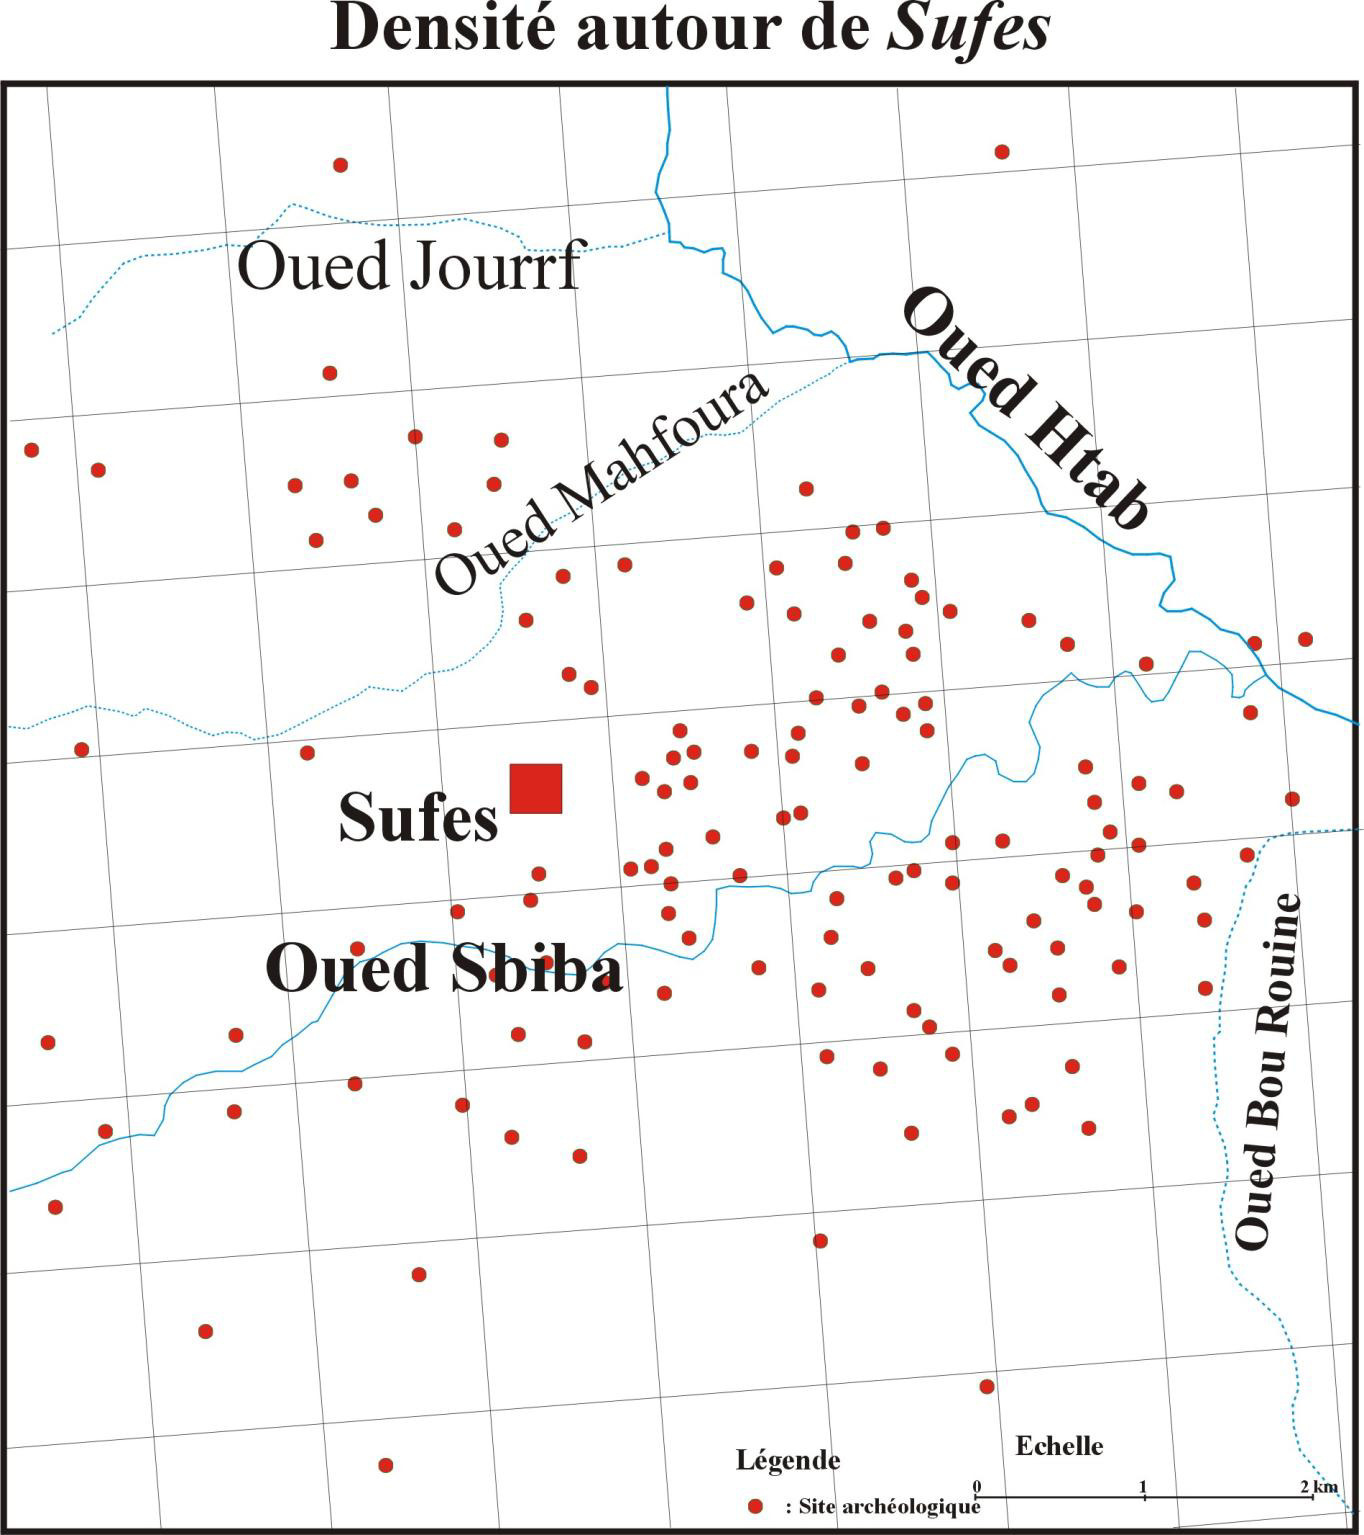 Densité autour de Sufes
Oued Jourrf
Oued Htab
Oued Mahfoura
Sufes
Oued Sbiba
Oued Bou Rouine
Echelle
Légende
0 1 2 km
: Site archéologique